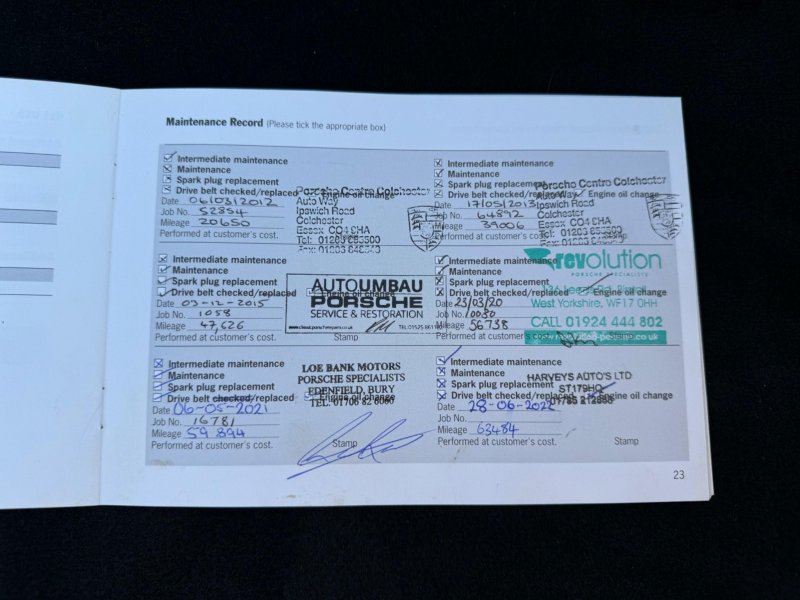 Maintenance Record (Please tick the appropriate box)
Intermediate maintenance
Maintenance
Spark plug replacement
Drive belt checked/replaced Engine oil change
Date 06/03/2012
Job No. 52854
Mileage 20650
Performed at customer's cost.
Porsche Centre Colchester
Auto Way
Ipswich Road
Colchester
Essex CO4 9HA
Intermediate maintenance
Maintenance
Spark plug replacement
Drive belt checked/replaced Engine oil change
Date 17/05/2013
Job No. 64892
Mileage 39006
Performed at customer's cost.
Porsche Centre Colchester
Auto Way
Ipswich Road
Colchester
Essex CO4 9HA
Intermediate maintenance
Maintenance
Spark plug replacement
Drive belt checked/replaced Engine oil change
Date 03-12-2015
Job No. 1058
Mileage 47,626
Performed at customer's cost. Stamp
AUTOUMBAU
PORSCHE
SERVICE & RESTORATION
Intermediate maintenance
Maintenance
Spark plug replacement
Drive belt checked/replaced Engine oil change
Date 23/03/20
Job No. 10030
Mileage 56738
Performed at customer's cost.
revolution
PORSCHE SPECIALISTS
West Yorkshire, WF17 0HH
CALL 01924 444 802
Intermediate maintenance
Maintenance
Spark plug replacement
Drive belt checked/replaced Engine oil change
Date 06-05-2021
Job No. 16781
Mileage 59894
Performed at customer's cost. Stamp
LOE BANK MOTORS
PORSCHE SPECIALISTS
EDENFIELD, BURY
TEL: 01706 82 6060
Intermediate maintenance
Maintenance
Spark plug replacement
Drive belt checked/replaced Engine oil change
Date 28-06-2022
Job No.
Mileage 63484
Performed at customer's cost. Stamp
HARVEYS AUTO'S LTD
ST179HQ
01785 212888
23